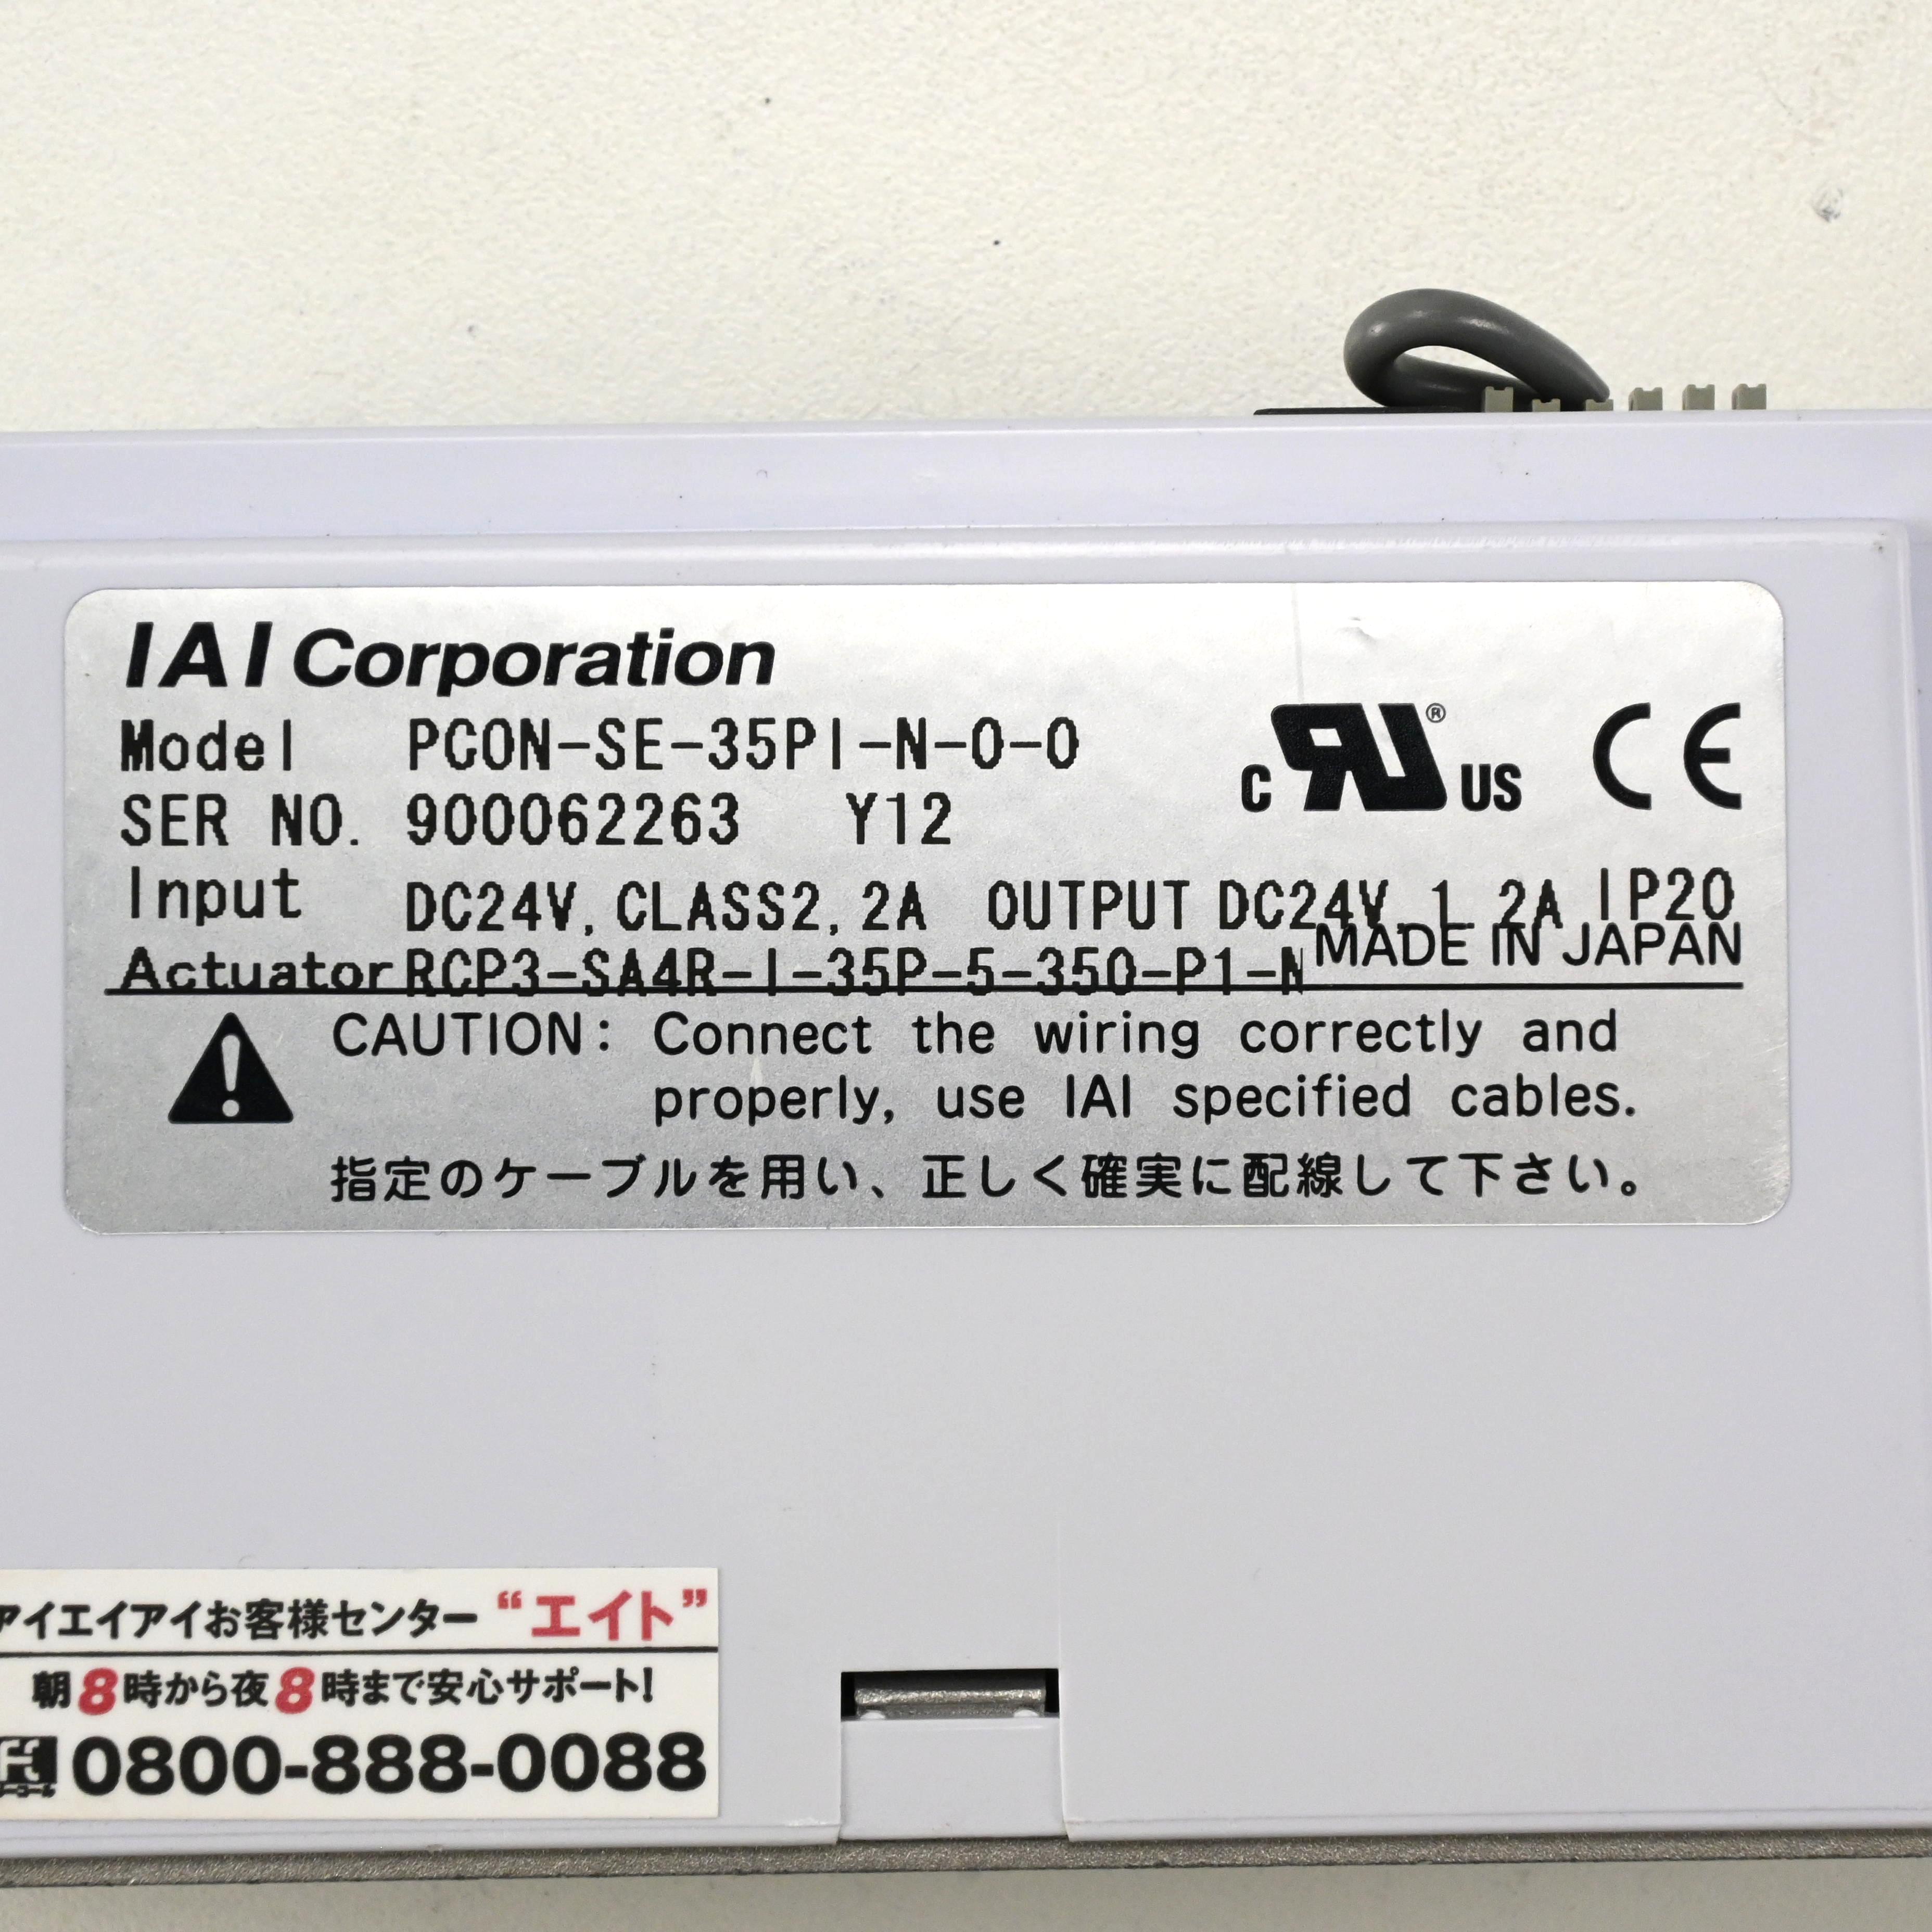 IAI Corporation
Model PCON-SE-35PI-N-0-0
SER NO. 900062263 Y12
C US ® CE
Input DC24V, CLASS2, 2A OUTPUT DC24V. 1. 2A IP20
MADE IN JAPAN
Actuator RCP3-SA4R-I-35P-5-350-P1-N
CAUTION: Connect the wiring correctly and
properly, use IAI specified cables.
指定のケーブルを用い、正しく確実に配線して下さい。
アイエイアイお客様センター “エイト”
朝8時から夜8時まで安心サポート!
0800-888-0088